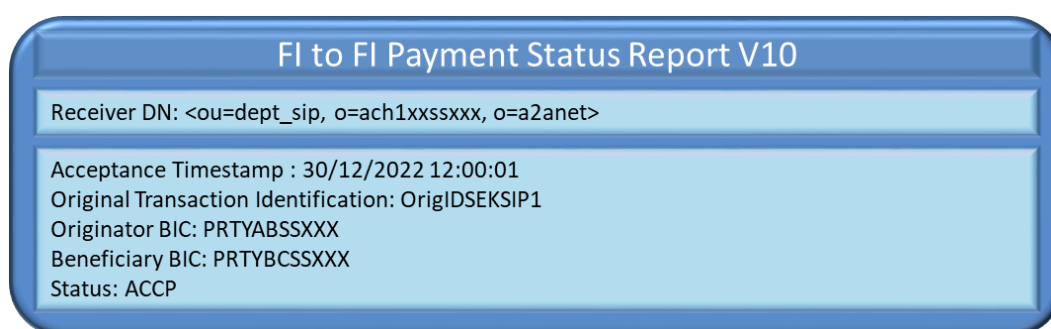 FI to FI Payment Status Report V10
Receiver DN: <ou=dept_sip, o=ach1xxssxxx, o=a2anet>
Acceptance Timestamp : 30/12/2022 12:00:01
Original Transaction Identification: OrigIDSEKSIP1
Originator BIC: PRTYABSSXXX
Beneficiary BIC: PRTYBCSSXXX
Status: ACCP